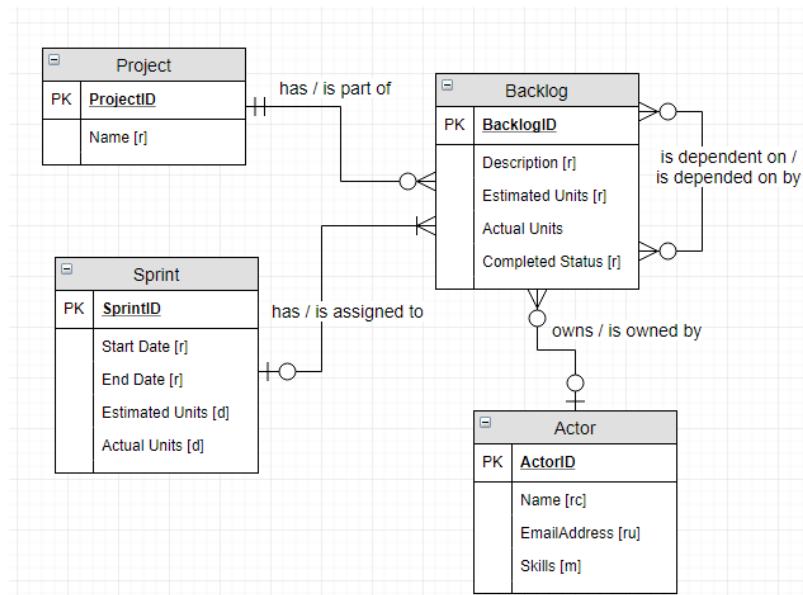 Project
PK ProjectID
Name [r]
has / is part of
Backlog
PK BacklogID
Description [r]
Estimated Units [r]
Actual Units
Completed Status [r]
is dependent on /
is depended on by
Sprint
PK SprintID
Start Date [r]
End Date [r]
Estimated Units [d]
Actual Units [d]
has / is assigned to
owns / is owned by
Actor
PK ActorID
Name [rc]
EmailAddress [ru]
Skills [m]